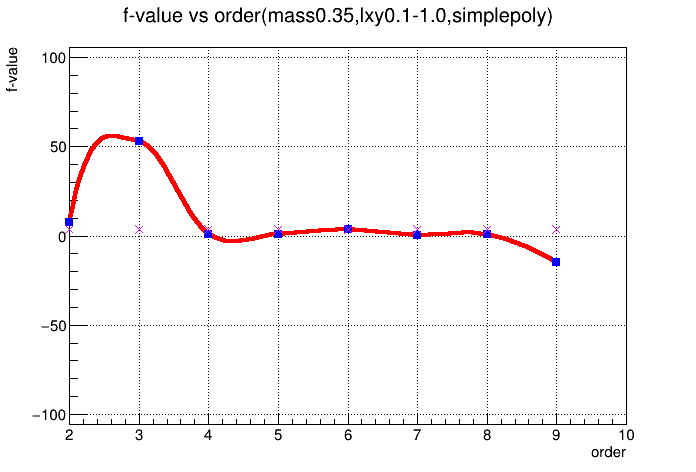 f-value vs order(mass0.35,lxy0.1-1.0,simplepoly)
f-value
100
50
0
−50
−100
2 3 4 5 6 7 8 9 10
order